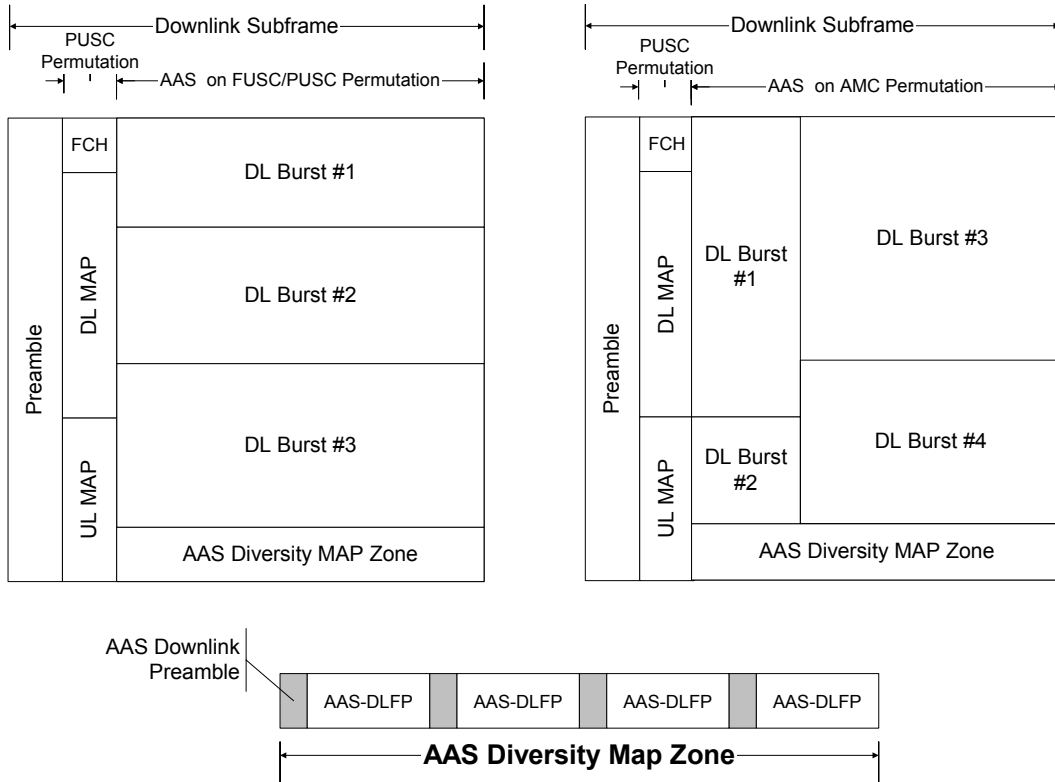 Downlink Subframe
PUSC
Permutation
AAS on FUSC/PUSC Permutation
Preamble
FCH
DL MAP
UL MAP
DL Burst #1
DL Burst #2
DL Burst #3
AAS Diversity MAP Zone
Downlink Subframe
PUSC
Permutation
AAS on AMC Permutation
Preamble
FCH
DL MAP
UL MAP
DL Burst
#1
DL Burst
#2
DL Burst #3
DL Burst #4
AAS Diversity MAP Zone
AAS Downlink
Preamble
AAS-DLFP
AAS-DLFP
AAS-DLFP
AAS-DLFP
AAS Diversity Map Zone